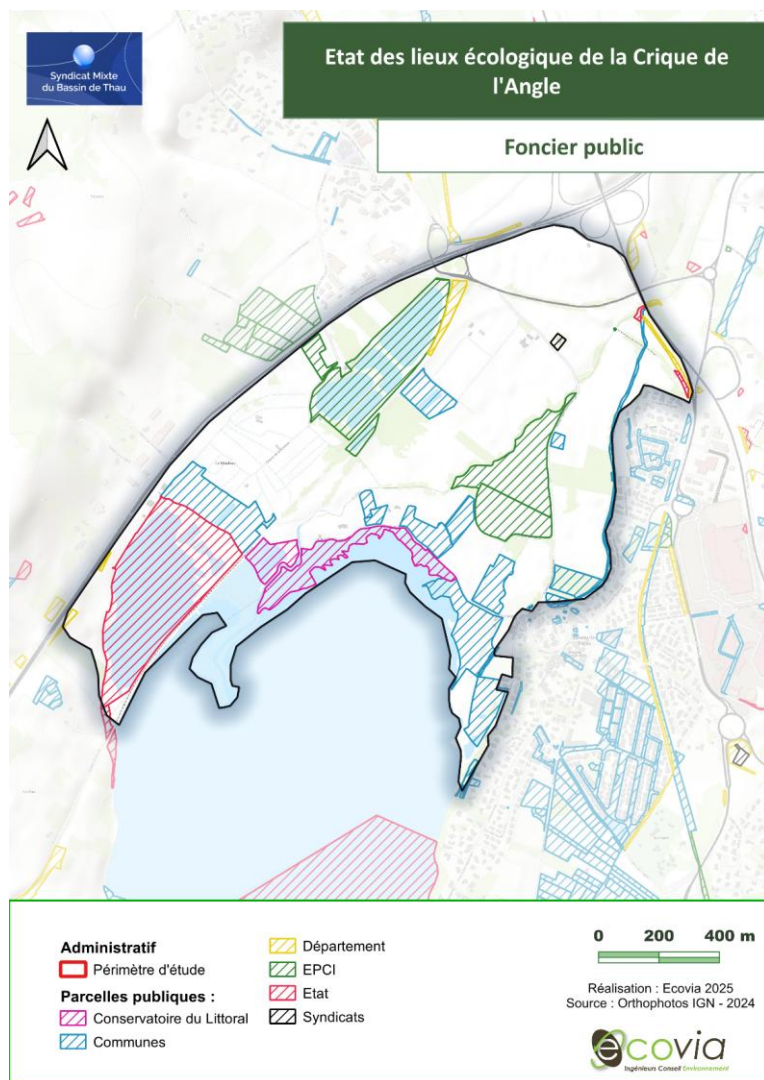 Syndicat Mixte
du Bassin de Thau
Etat des lieux écologique de la Crique de
l'Angle
Foncier public
Administratif
Périmètre d'étude
Parcelles publiques :
Conservatoire du Littoral
Communes
Département
EPCI
Etat
Syndicats
0 200 400 m
Réalisation : Ecovia 2025
Source : Orthophotos IGN - 2024
écovia
Ingénieurs Conseil Environnement